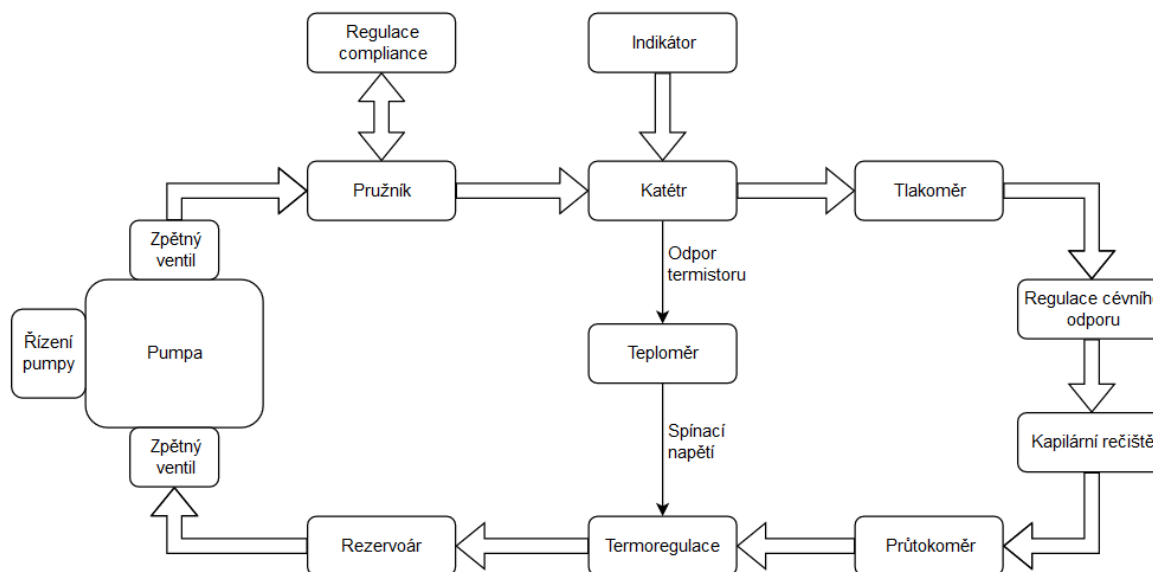 Regulace
compliance
Indikátor
Pružník
Katétr
Tlakoměr
Zpětný
ventil
Odpor
termistoru
Řízení
pumpy
Pumpa
Teploměr
Regulace cévního
odporu
Zpětný
ventil
Spínací
napětí
Kapilární rečiště
Rezervoár
Termoregulace
Průtokoměr